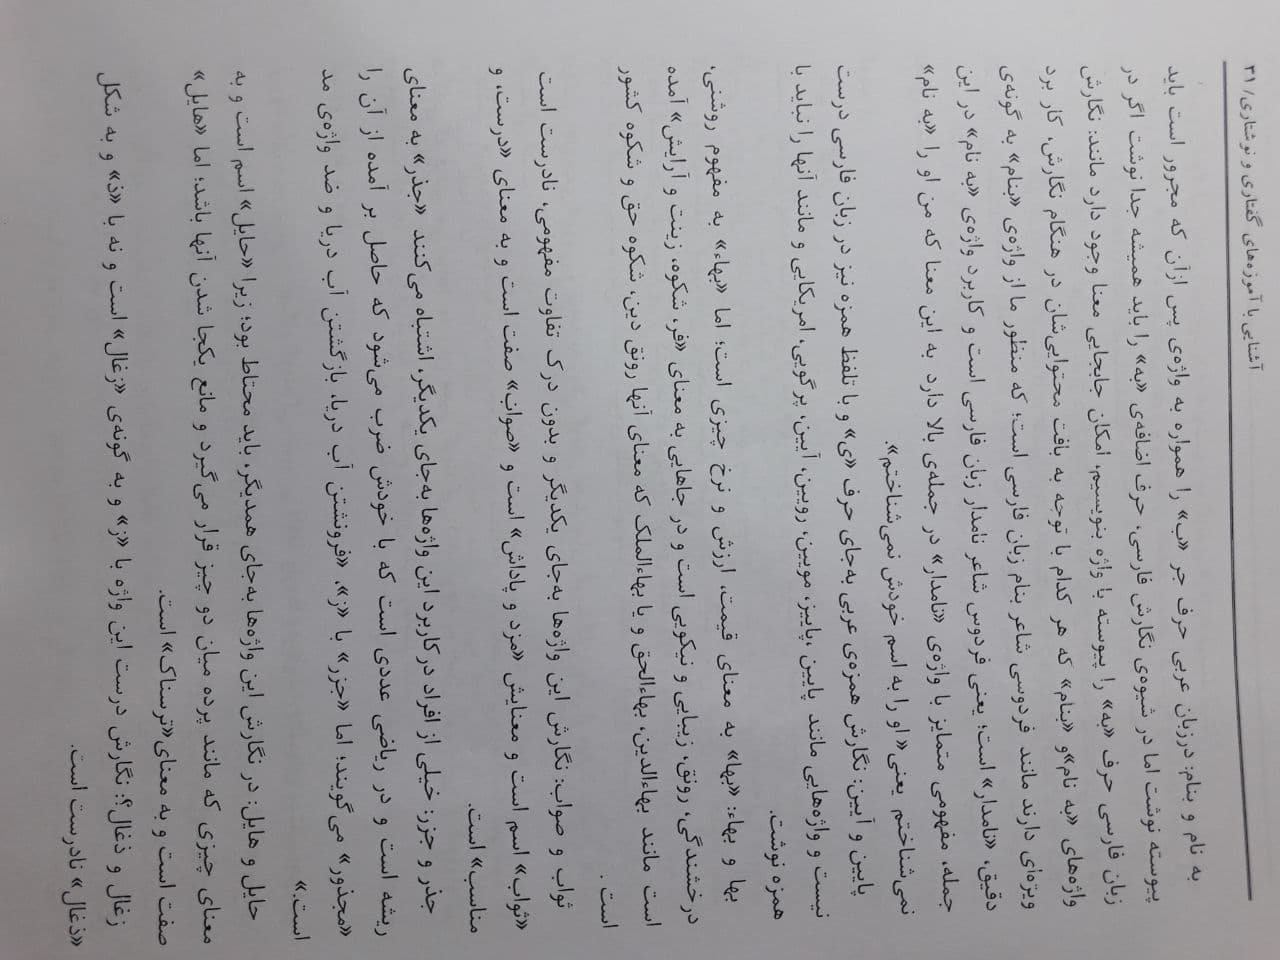 آشنایی با آموزه‌های گفتاری و نوشتاری/ ۳۱
به نام و بنام: درزبان عربی حرف جر «ب» را همواره به واژه‌ی پس ازآن که مجرور است باید
پیوسته نوشت اما در شیوه‌ی نگارش فارسی، حرف اضافه‌ی «به» را باید همیشه جدا نوشت اگر در
زبان فارسی حرف «به» را پیوسته با واژه بنویسیم، امکان جابجایی معنا وجود دارد مانند: نگارش
واژه‌های «به نام»و «بنام» که هر کدام با توجه به بافت محتوایی‌شان در هنگام نگارش، کار برد
ویژه‌ای دارند مانند فردوسی شاعر بنام زبان فارسی است؛ که منظور ما از واژه‌ی «بنام» به گونه‌ی
دقیق، «نامدار» است؛ یعنی فردوس شاعر نامدار زبان فارسی است و کاربرد واژه‌ی «به نام» در این
جمله، مفهومی متمایز با واژه‌ی «نامدار» در جمله‌ی بالا دارد به این معنا که من او را «به نام»
نمی‌شناختم یعنی« او را به اسم خودش نمی‌شناختم».
پایین و آیین: نگارش همزه‌ی عربی به‌جای حرف «ی» و با تلفظ همزه نیز در زبان فارسی درست
نیست و واژه‌هایی مانند پایین ،پاییز، مویین، رویین، آیین، پرگویی، امریکایی و مانند آنها را نباید با
همزه نوشت.
بها و بهاء: «بها» به معنای قیمت، ارزش و نرخ چیزی است؛ اما «بهاء» به مفهوم روشنی،
درخشندگی، رونق، زیبایی و نیکویی است و در جاهایی به معنای «فر، شکوه، زینت و آرایش» آمده
است مانند بهاءالدین، بهاءالحق و یا بهاءالملک که معنای آنها رونق دین، شکوه حق و شکوه کشور
است .
ثواب و صواب: نگارش این واژه‌ها به‌جای یکدیگر و بدون درک تفاوت مفهومی، نادرست است
«ثواب» اسم است و معنایش «مزد و پاداش» است و «صواب» صفت است و به معنای «درست، و
مناسب» است.
جذر و جزر: خیلی از افراد درکاربرد این واژه‌ها به‌جای یکدیگر، اشتباه می‌کنند «جذر» به معنای
ریشه است و در ریاضی عددی است که با خودش ضرب می‌شود که حاصل بر آمده از آن را
«مجذور» می‌گویند؛ اما «جزر» با «ز»، «فرونشتن آب دریا، بازگشتن آب دریا و ضد واژه‌ی مد
است.»
حایل و هایل: در نگارش این واژه‌ها به‌جای همدیگر، باید محتاط بود؛ زیرا «حایل» اسم است و به
معنای چیزی که مانند پرده میان دو چیز قرار می‌گیرد و مانع یکجا شدن آنها باشد؛ اما «هایل»
صفت است و به معنای«ترسناک» است.
زغال و ذغال؟: نگارش درست این واژه با «ز» و به گونه‌ی «زغال» است و نه با «ذ» و به شکل
«ذغال» نادرست است.